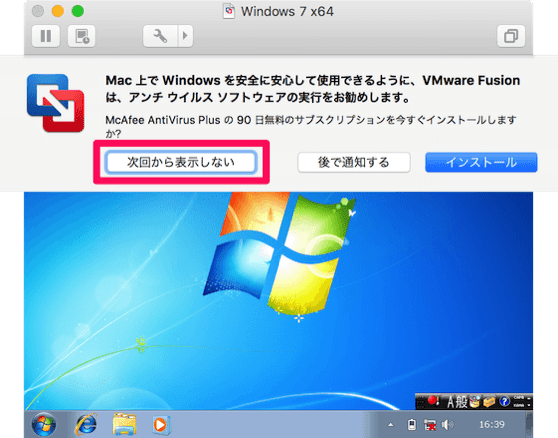 Windows 7 x64
Mac 上で Windows を安全に安心して使用できるように、VMware Fusion
は、アンチ ウイルス ソフトウェアの実行をお勧めします。
McAfee AntiVirus Plus の 90 日無料のサブスクリプションを今すぐインストールします
か?
次回から表示しない
後で通知する
インストール
A般
CAPS
KANA
16:39